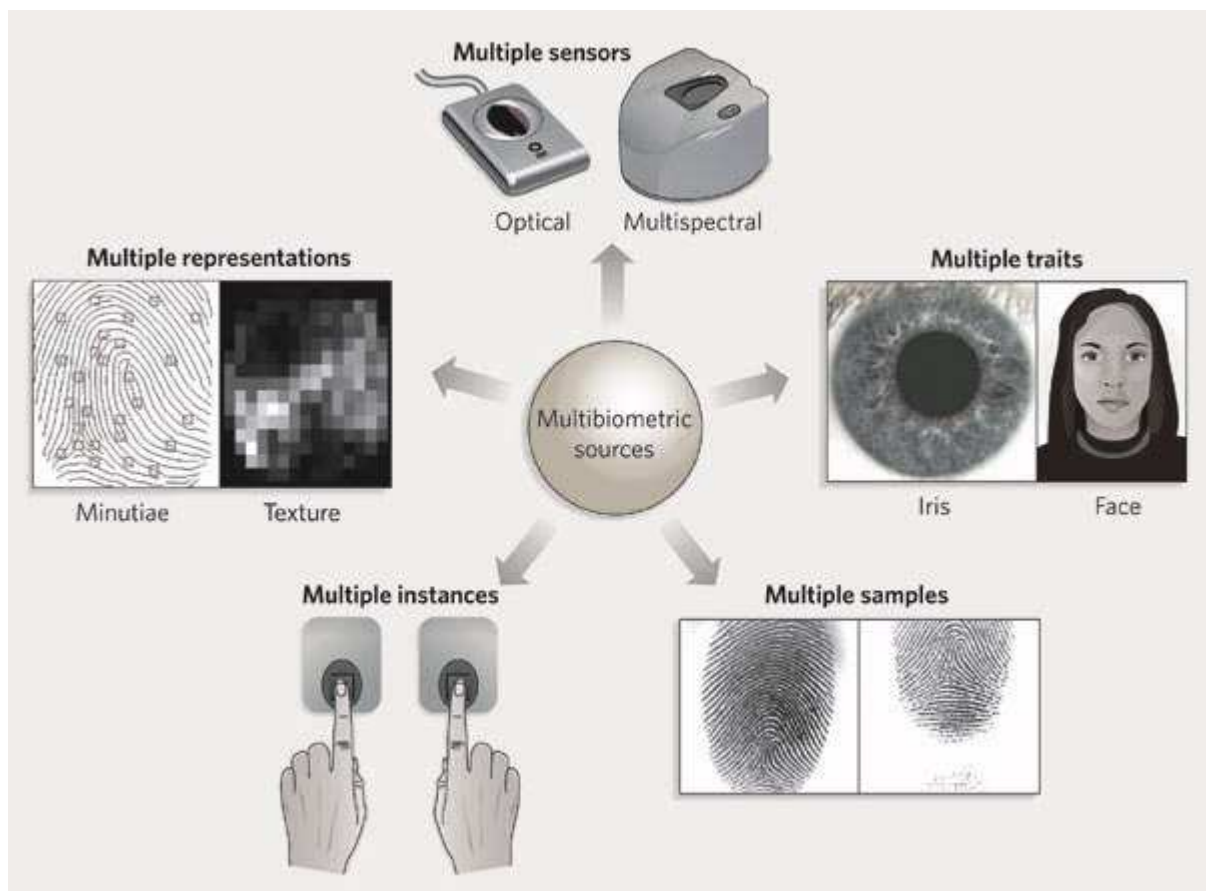 Multiple sensors
Optical
Multispectral
Multiple representations
Minutiae
Texture
Multiple traits
Iris
Face
Multibiometric
sources
Multiple instances
Multiple samples